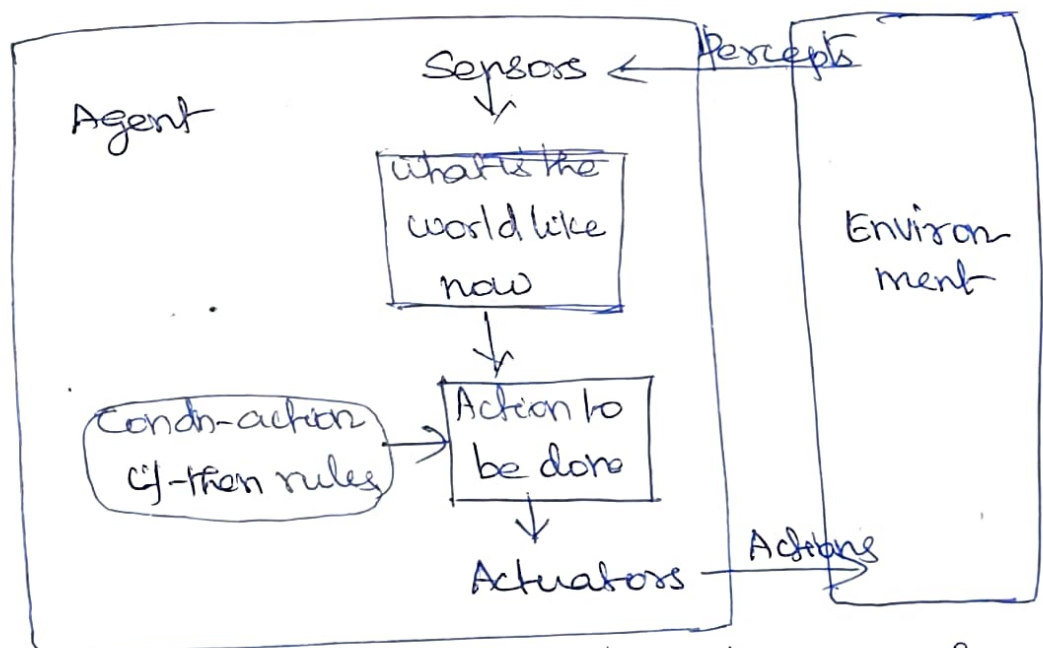 Percepts
Sensors
Agent
what is the
world like
now
Environ-
ment
Condn-action
(if-then rules)
Action to
be done
Actions
Actuators